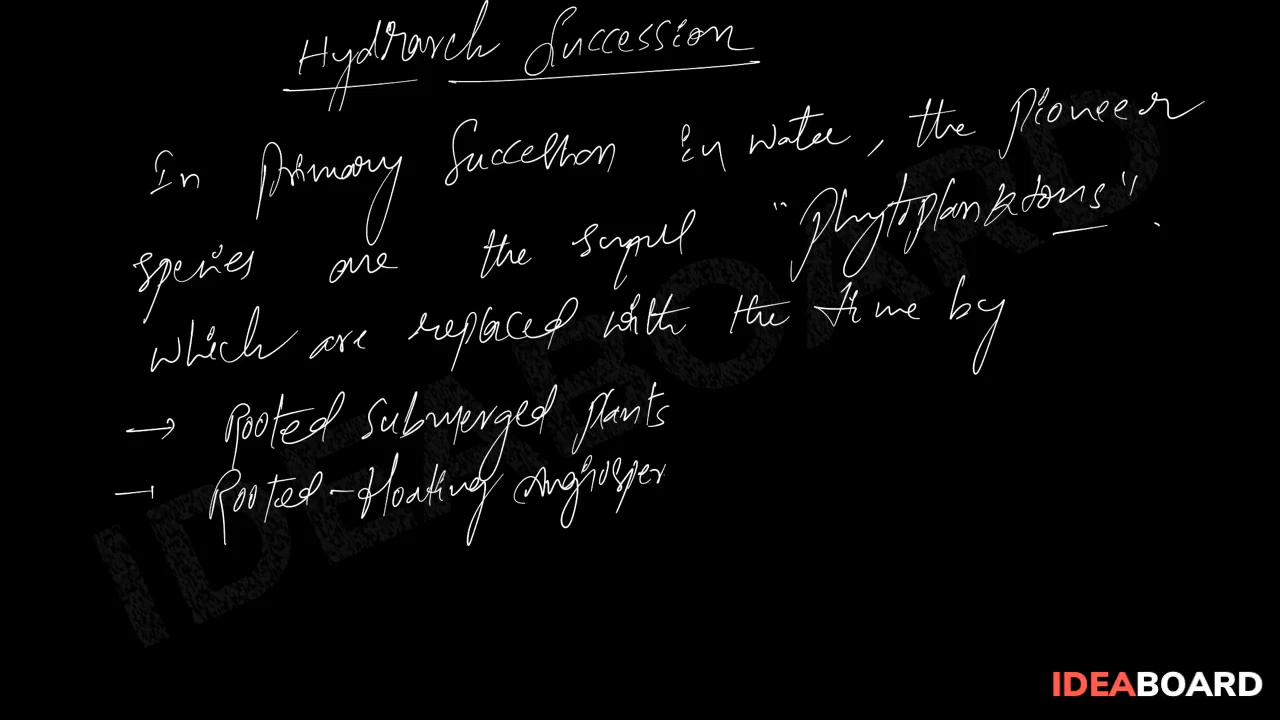 Hydrarch Succession
In primary succession in water, the pioneer
species are the small "phytoplanktons".
which are replaced with the time by
→ Rooted submerged plants
→ Rooted-floating angiosper
IDEABOARD
IDEABOARD